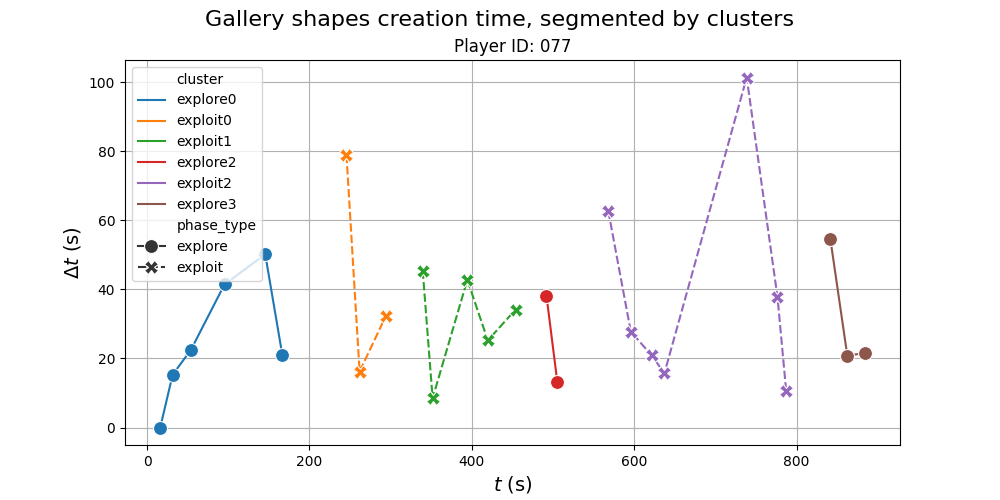 Gallery shapes creation time, segmented by clusters
Player ID: 077
cluster
explore0
exploit0
exploit1
explore2
exploit2
explore3
phase_type
explore
exploit
Δt (s)
100
80
60
40
20
0
0 200 400 600 800
t (s)